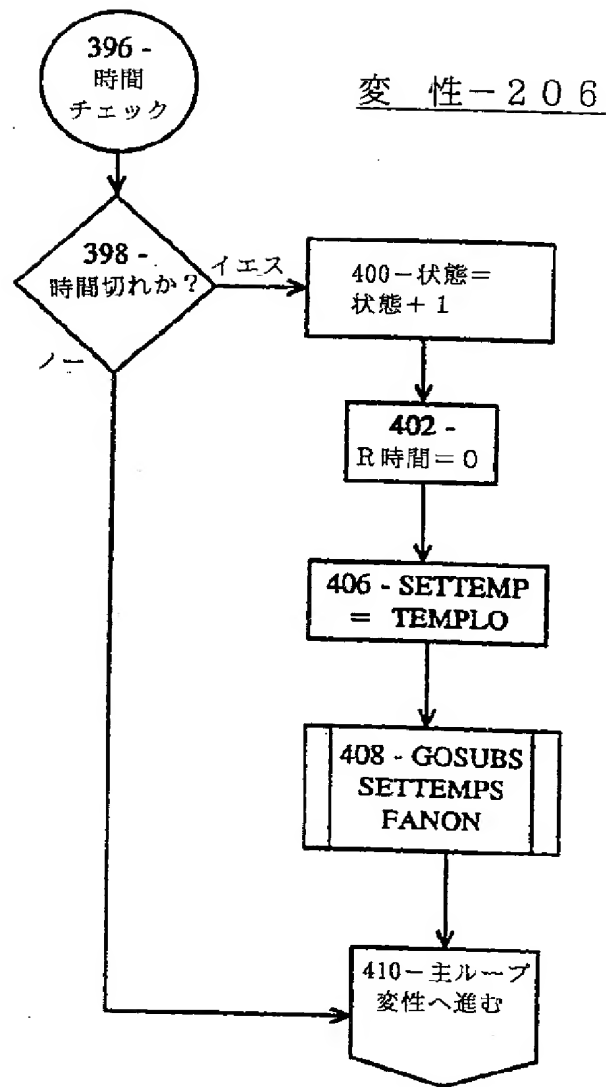 396 -
時間
チェック
変 性－206
398 -
時間切れか？
イエス
ノー
400－状態＝
状態＋1
402 -
R時間＝0
406 - SETTEMP
= TEMPLO
408 - GOSUBS
SETTEMPS
FANON
410－主ループ
変性へ進む